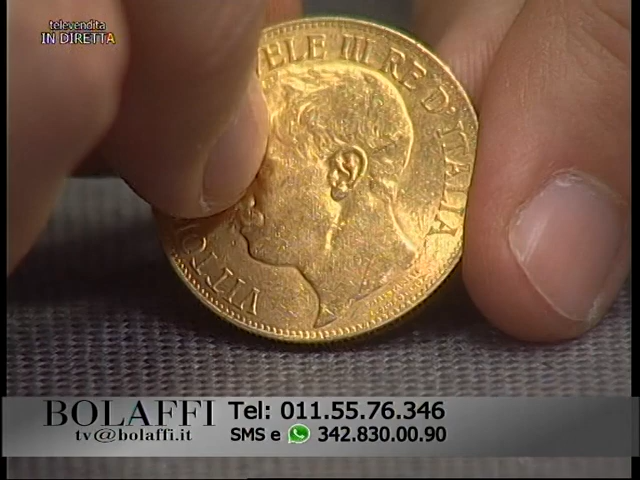 televendita
IN DIRETTA
ELE III RE D'ITALIA
VITTO
BOLAFFI
tv@bolaffi.it
Tel: 011.55.76.346
SMS e 342.830.00.90